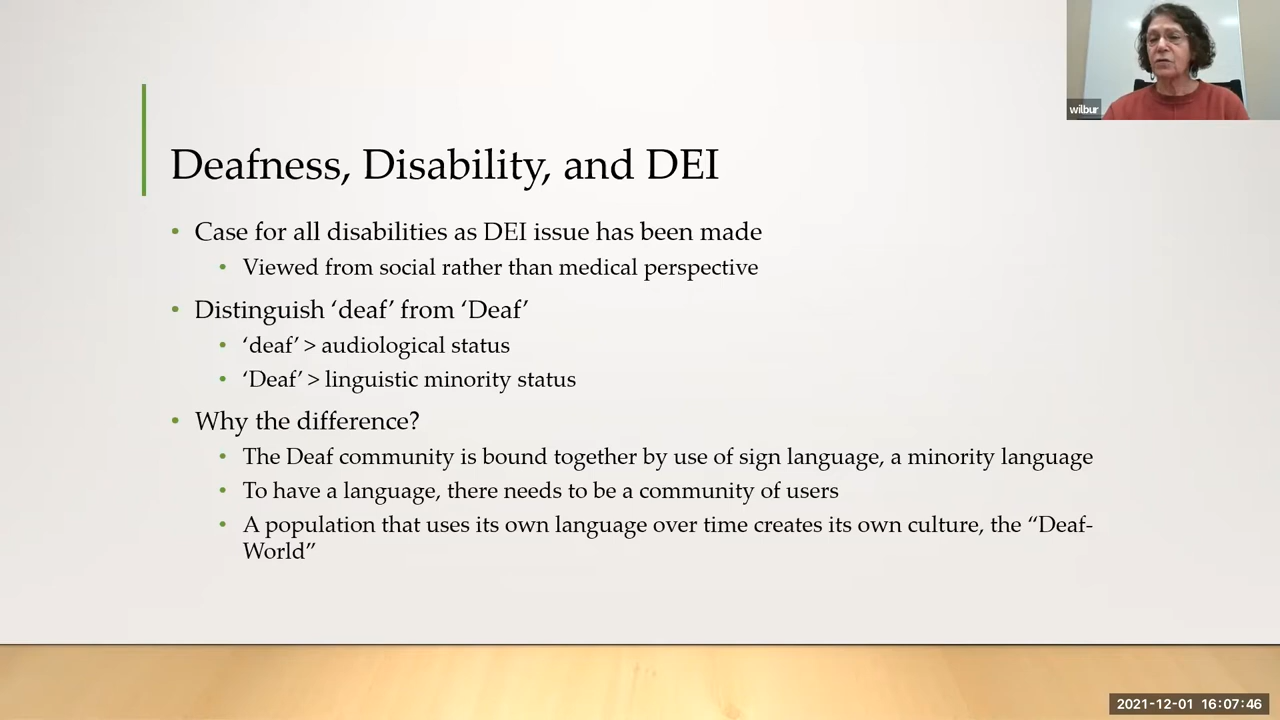 wilbur
Deafness, Disability, and DEI
• Case for all disabilities as DEI issue has been made
• Viewed from social rather than medical perspective
• Distinguish ‘deaf’ from ‘Deaf’
• ‘deaf’ > audiological status
• ‘Deaf’ > linguistic minority status
• Why the difference?
• The Deaf community is bound together by use of sign language, a minority language
• To have a language, there needs to be a community of users
• A population that uses its own language over time creates its own culture, the “Deaf-
World”
2021-12-01 16:07:46